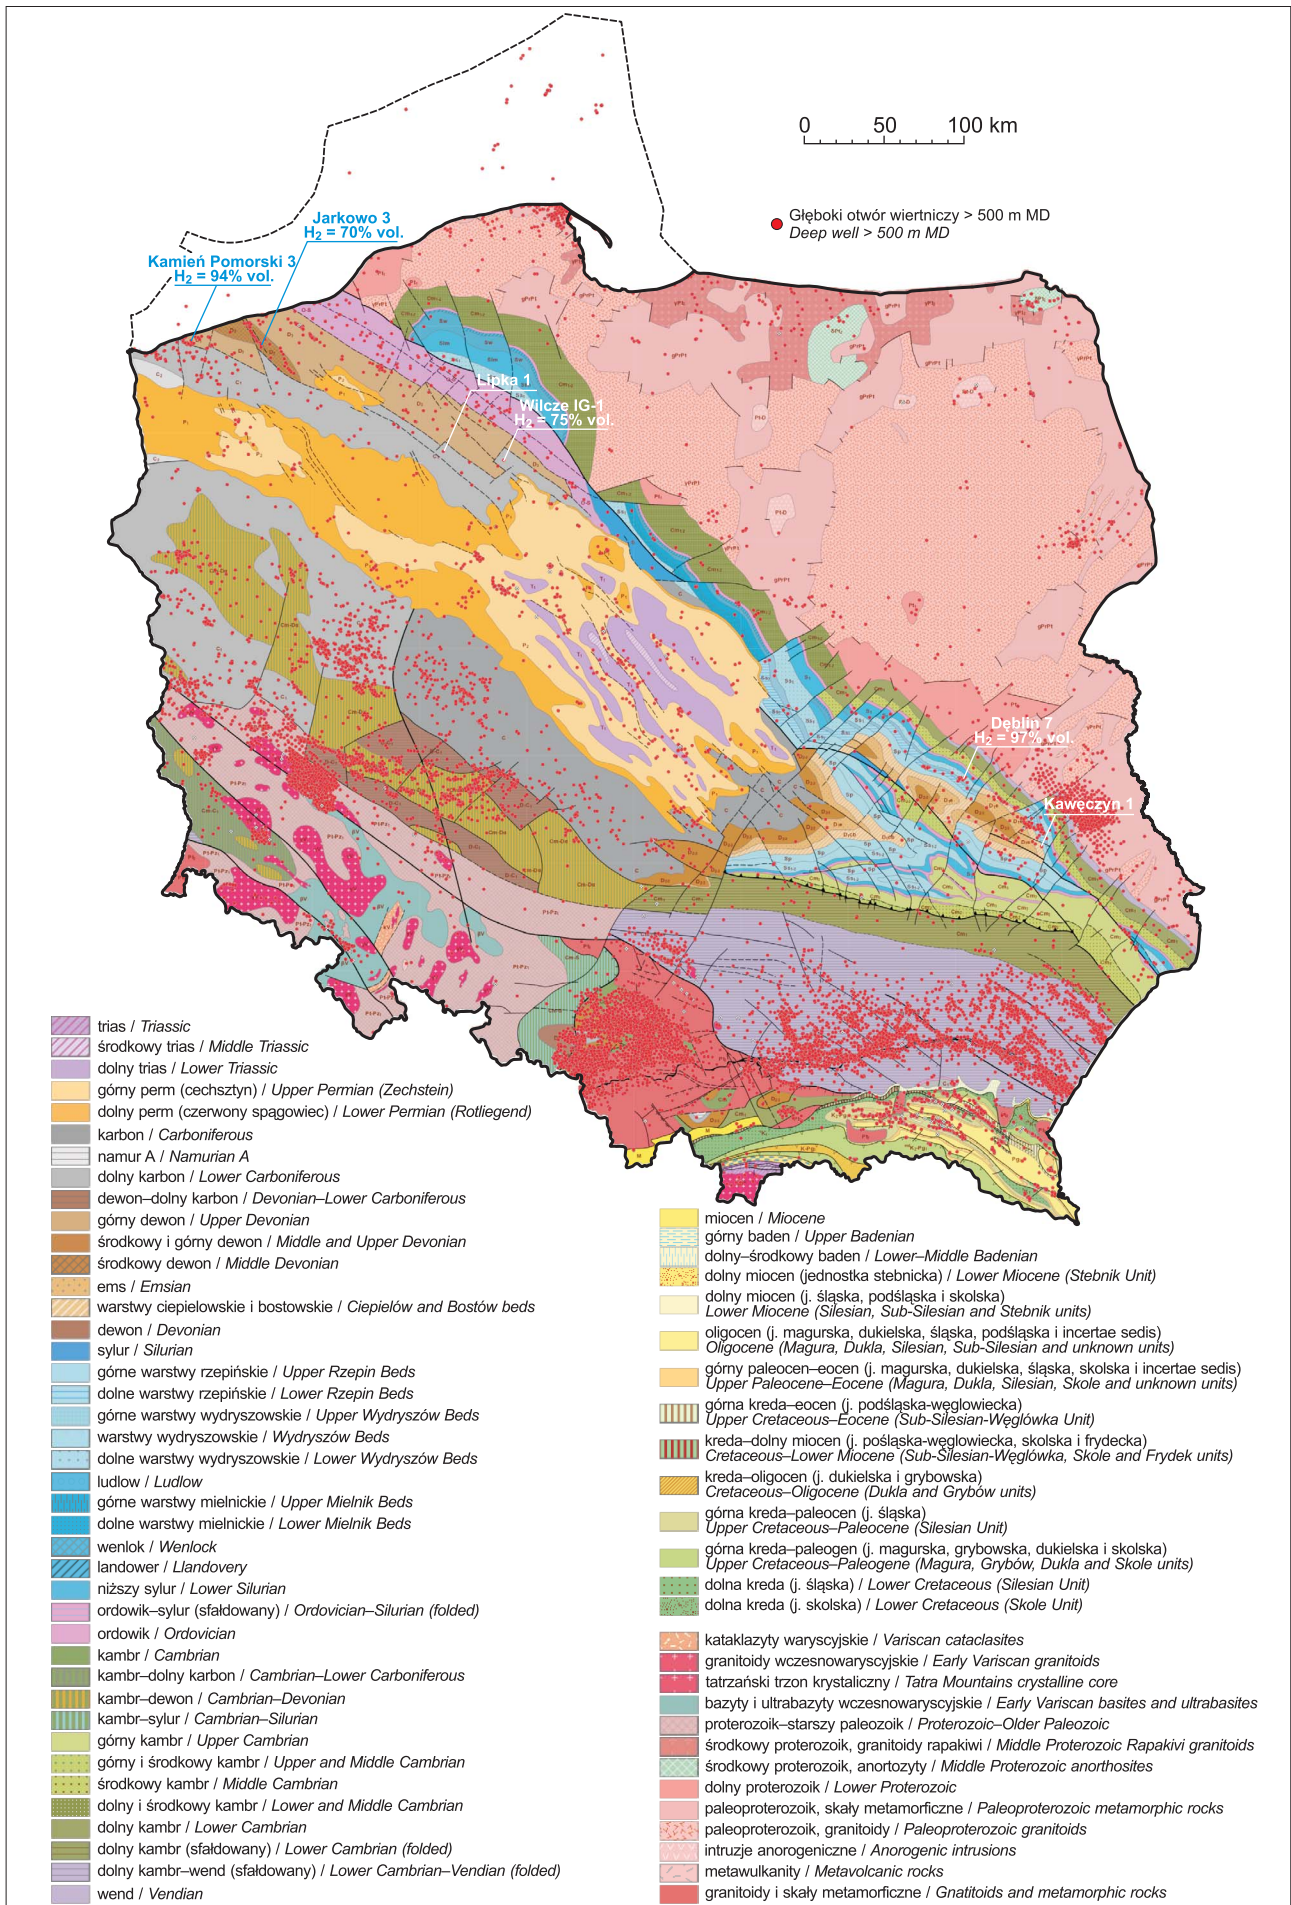 0 50 100 km
Głęboki otwór wiertniczy > 500 m MD
Deep well > 500 m MD
Jarkowo 3
H2 = 70% vol.
Kamień Pomorski 3
H2 = 94% vol.
Lipka 1
Wilcze IG-1
H2 = 75% vol.
Dęblin 7
H2 = 97% vol.
Kawęczyn 1
trias / Triassic
środkowy trias / Middle Triassic
dolny trias / Lower Triassic
górny perm (cechsztyn) / Upper Permian (Zechstein)
dolny perm (czerwony spągowiec) / Lower Permian (Rotliegend)
karbon / Carboniferous
namur A / Namurian A
dolny karbon / Lower Carboniferous
dewon–dolny karbon / Devonian–Lower Carboniferous
górny dewon / Upper Devonian
środkowy i górny dewon / Middle and Upper Devonian
środkowy dewon / Middle Devonian
ems / Emsian
warstwy ciepielowskie i bostowskie / Ciepielów and Bostów beds
dewon / Devonian
sylur / Silurian
górne warstwy rzepińskie / Upper Rzepin Beds
dolne warstwy rzepińskie / Lower Rzepin Beds
górne warstwy wydryszowskie / Upper Wydryszów Beds
warstwy wydryszowskie / Wydryszów Beds
dolne warstwy wydryszowskie / Lower Wydryszów Beds
ludlow / Ludlow
górne warstwy mielnickie / Upper Mielnik Beds
dolne warstwy mielnickie / Lower Mielnik Beds
wenlok / Wenlock
landower / Llandovery
niższy sylur / Lower Silurian
ordowik–sylur (sfałdowany) / Ordovician–Silurian (folded)
ordowik / Ordovician
kambr / Cambrian
kambr–dolny karbon / Cambrian–Lower Carboniferous
kambr–dewon / Cambrian–Devonian
kambr–sylur / Cambrian–Silurian
górny kambr / Upper Cambrian
górny i środkowy kambr / Upper and Middle Cambrian
środkowy kambr / Middle Cambrian
dolny i środkowy kambr / Lower and Middle Cambrian
dolny kambr / Lower Cambrian
dolny kambr (sfałdowany) / Lower Cambrian (folded)
dolny kambr–wend (sfałdowany) / Lower Cambrian–Vendian (folded)
wend / Vendian
miocen / Miocene
górny baden / Upper Badenian
dolny–środkowy baden / Lower–Middle Badenian
dolny miocen (jednostka stebnicka) / Lower Miocene (Stebnik Unit)
dolny miocen (j. śląska, podśląska i skolska)
Lower Miocene (Silesian, Sub-Silesian and Stebnik units)
oligocen (j. magurska, dukielska, śląska, podśląska i incertae sedis)
Oligocene (Magura, Dukla, Silesian, Sub-Silesian and unknown units)
górny paleocen–eocen (j. magurska, dukielska, śląska, skolska i incertae sedis)
Upper Paleocene–Eocene (Magura, Dukla, Silesian, Skole and unknown units)
górna kreda–eocen (j. podśląska-węglowiecka)
Upper Cretaceous–Eocene (Sub-Silesian-Węglówka Unit)
kreda–dolny miocen (j. pośląska-węglowiecka, skolska i frydecka)
Cretaceous–Lower Miocene (Sub-Silesian-Węglówka, Skole and Frydek units)
kreda–oligocen (j. dukielska i grybowska)
Cretaceous–Oligocene (Dukla and Grybów units)
górna kreda–paleocen (j. śląska)
Upper Cretaceous–Paleocene (Silesian Unit)
górna kreda–paleogen (j. magurska, grybowska, dukielska i skolska)
Upper Cretaceous–Paleogene (Magura, Grybów, Dukla and Skole units)
dolna kreda (j. śląska) / Lower Cretaceous (Silesian Unit)
dolna kreda (j. skolska) / Lower Cretaceous (Skole Unit)
kataklazyty waryscyjskie / Variscan cataclasites
granitoidy wczesnowaryscyjskie / Early Variscan granitoids
tatrzański trzon krystaliczny / Tatra Mountains crystalline core
bazyty i ultrabazyty wczesnowaryscyjskie / Early Variscan basites and ultrabasites
proterozoik–starszy paleozoik / Proterozoic–Older Paleozoic
środkowy proterozoik, granitoidy rapakiwi / Middle Proterozoic Rapakivi granitoids
środkowy proterozoik, anortozyty / Middle Proterozoic anorthosites
dolny proterozoik / Lower Proterozoic
paleoproterozoik, skały metamorficzne / Paleoproterozoic metamorphic rocks
paleoproterozoik, granitoidy / Paleoproterozoic granitoids
intruzje anorogeniczne / Anorogenic intrusions
metawulkanity / Metavolcanic rocks
granitoidy i skały metamorficzne / Gnatitoids and metamorphic rocks